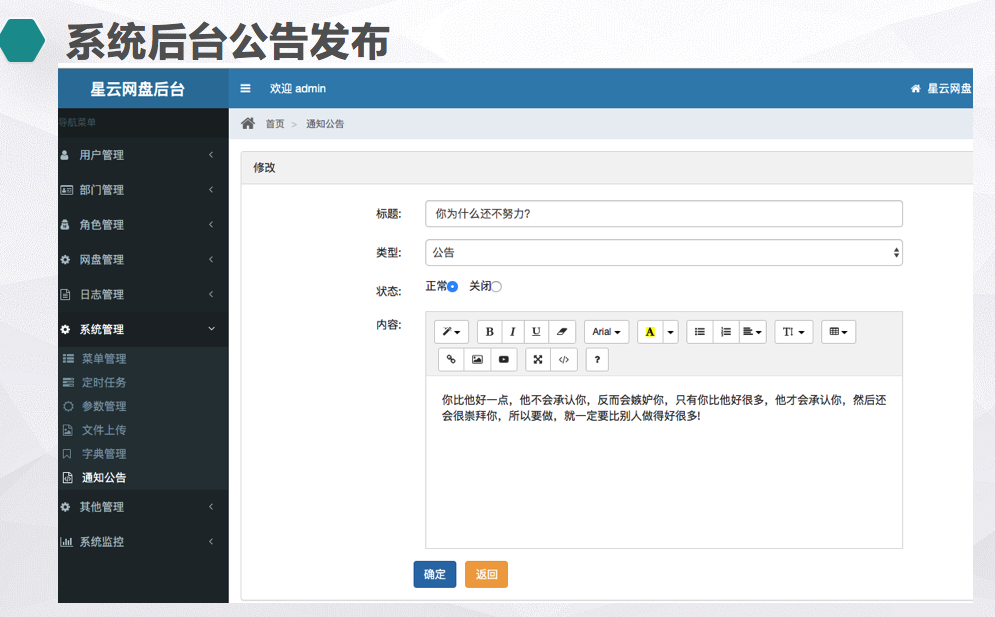 系统后台公告发布
星云网盘后台
欢迎 admin
星云网盘
导航菜单
首页 > 通知公告
用户管理
部门管理
角色管理
网盘管理
日志管理
系统管理
菜单管理
定时任务
参数管理
文件上传
字典管理
通知公告
其他管理
系统监控
修改
标题: 你为什么还不努力?
类型: 公告
状态: 正常 关闭
内容:
B I U Arial A T!
</> ?
你比他好一点，他不会承认你，反而会嫉妒你，只有你比他好很多，他才会承认你，然后还
会很崇拜你，所以要做，就一定要比别人做得好很多!
确定 返回